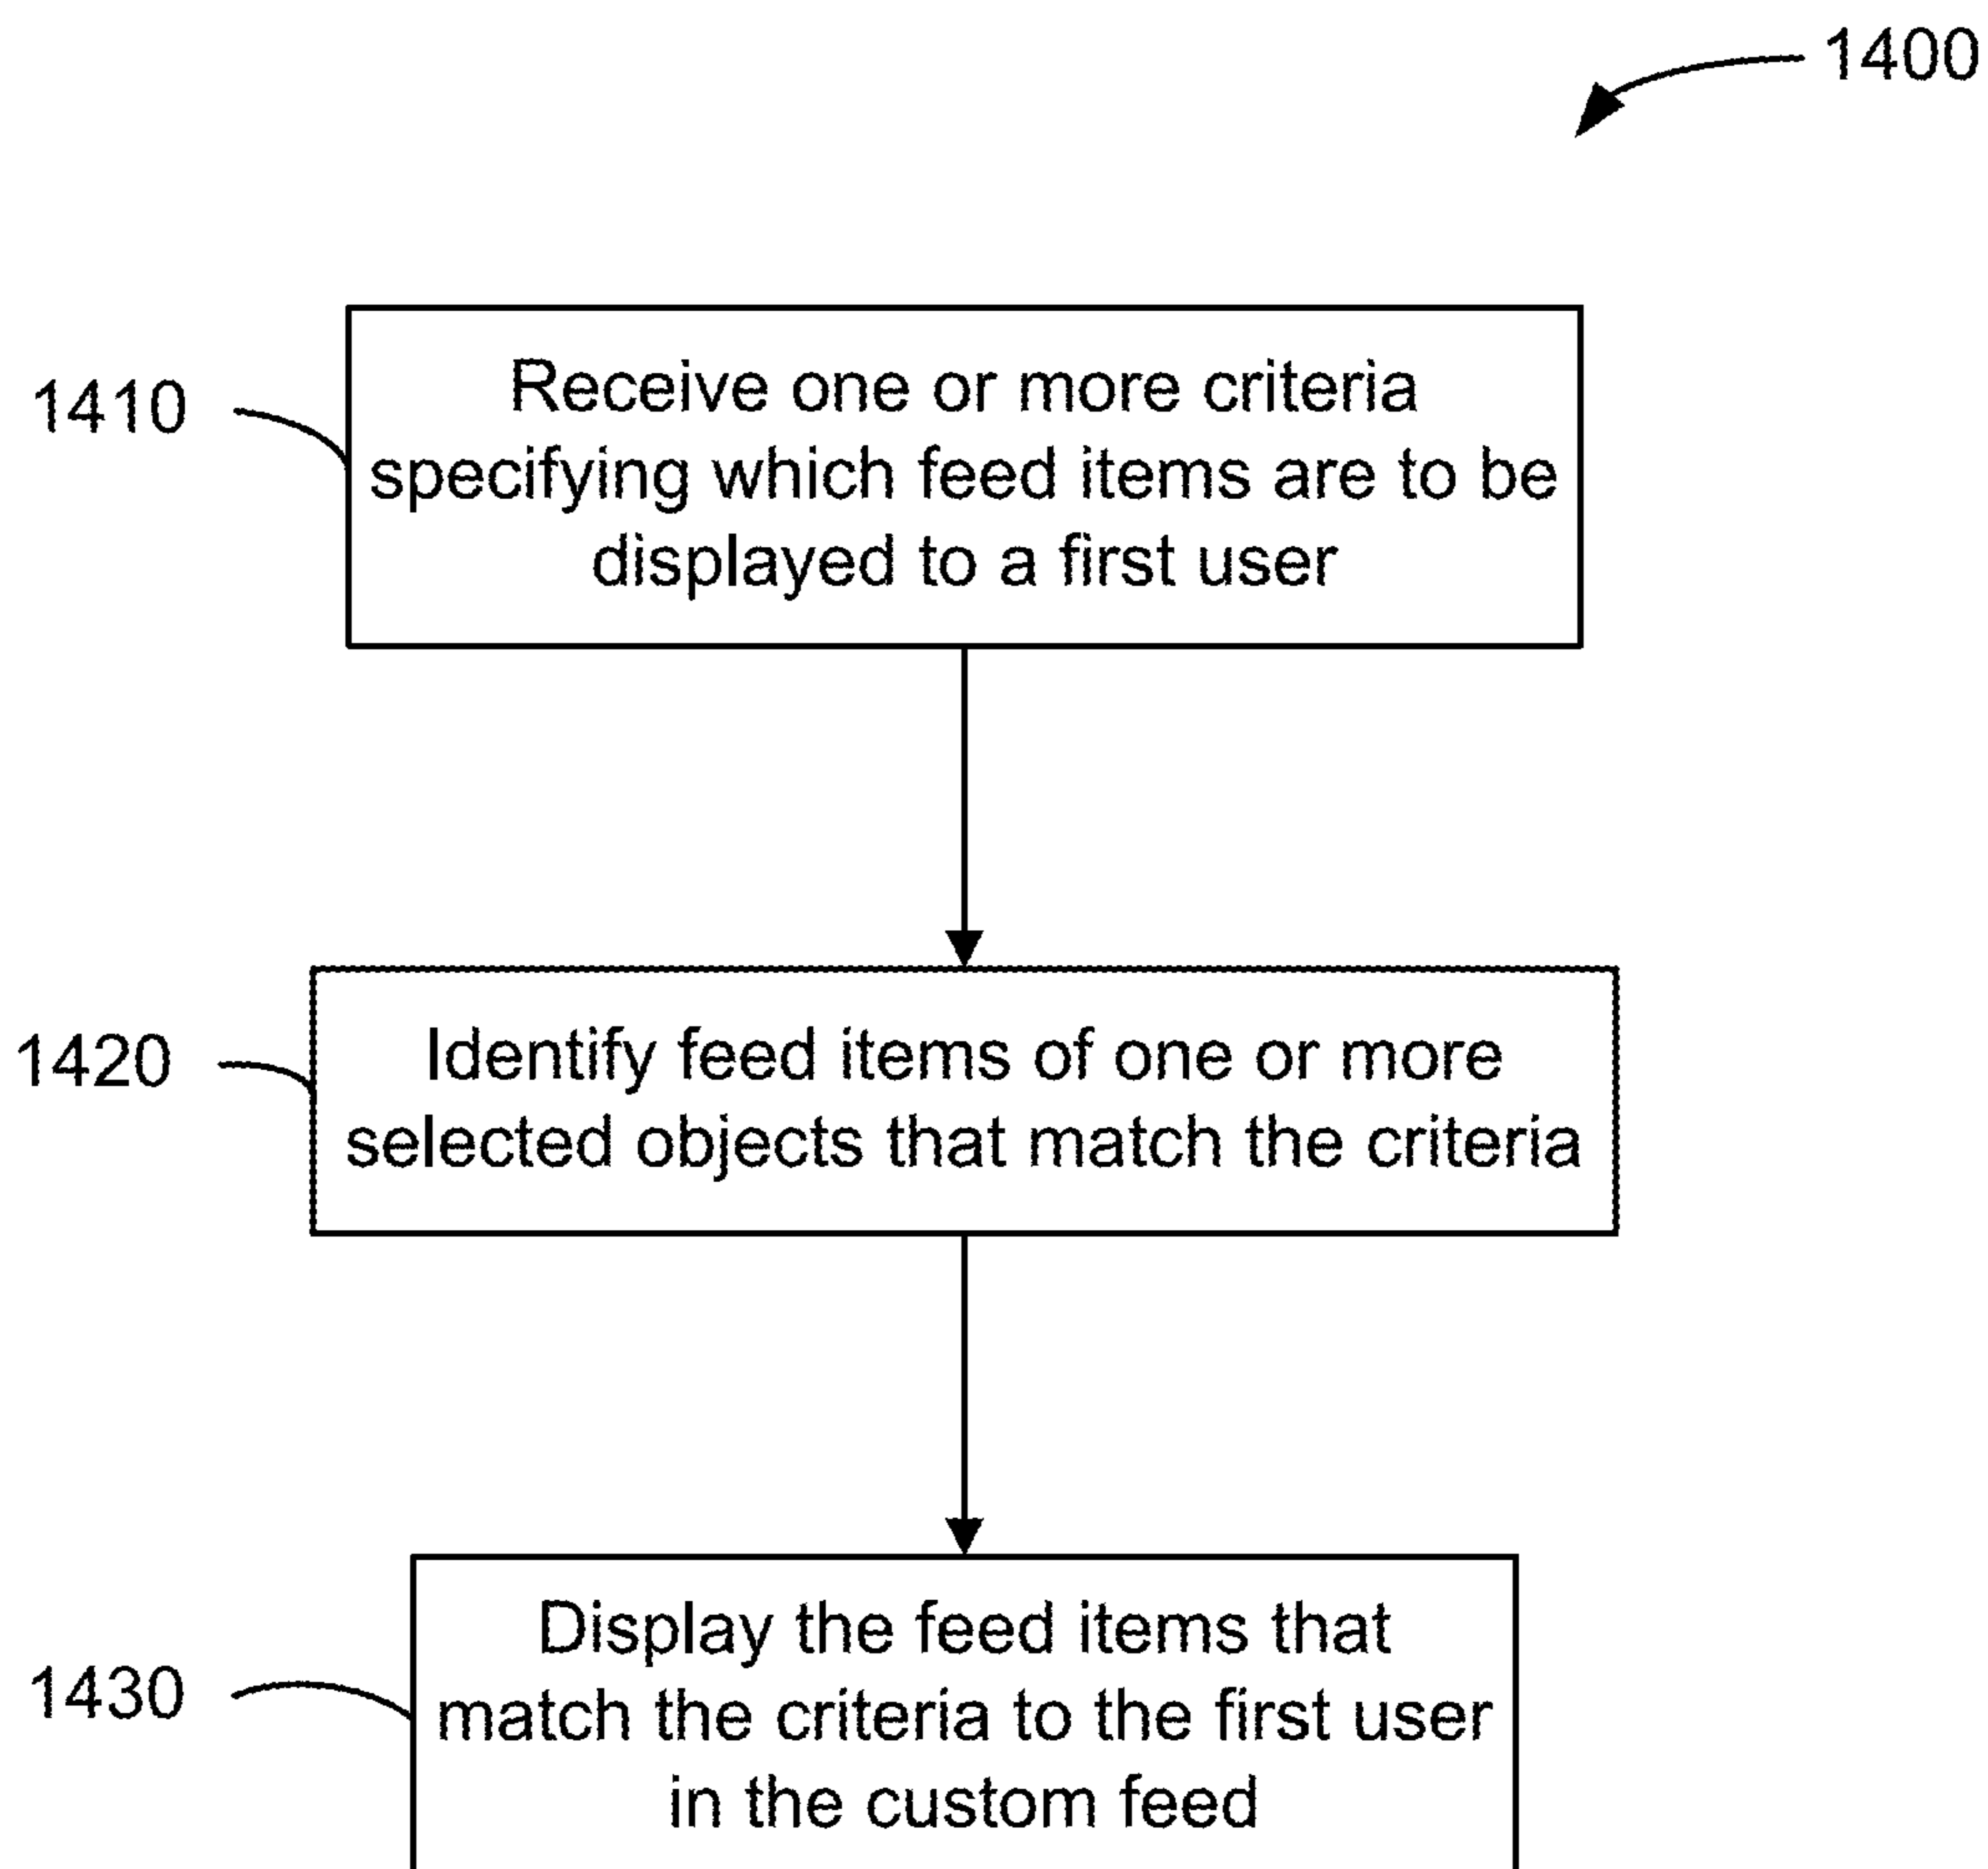 1400
1410
Receive one or more criteria
specifying which feed items are to be
displayed to a first user
1420
Identify feed items of one or more
selected objects that match the criteria
1430
Display the feed items that
match the criteria to the first user
in the custom feed